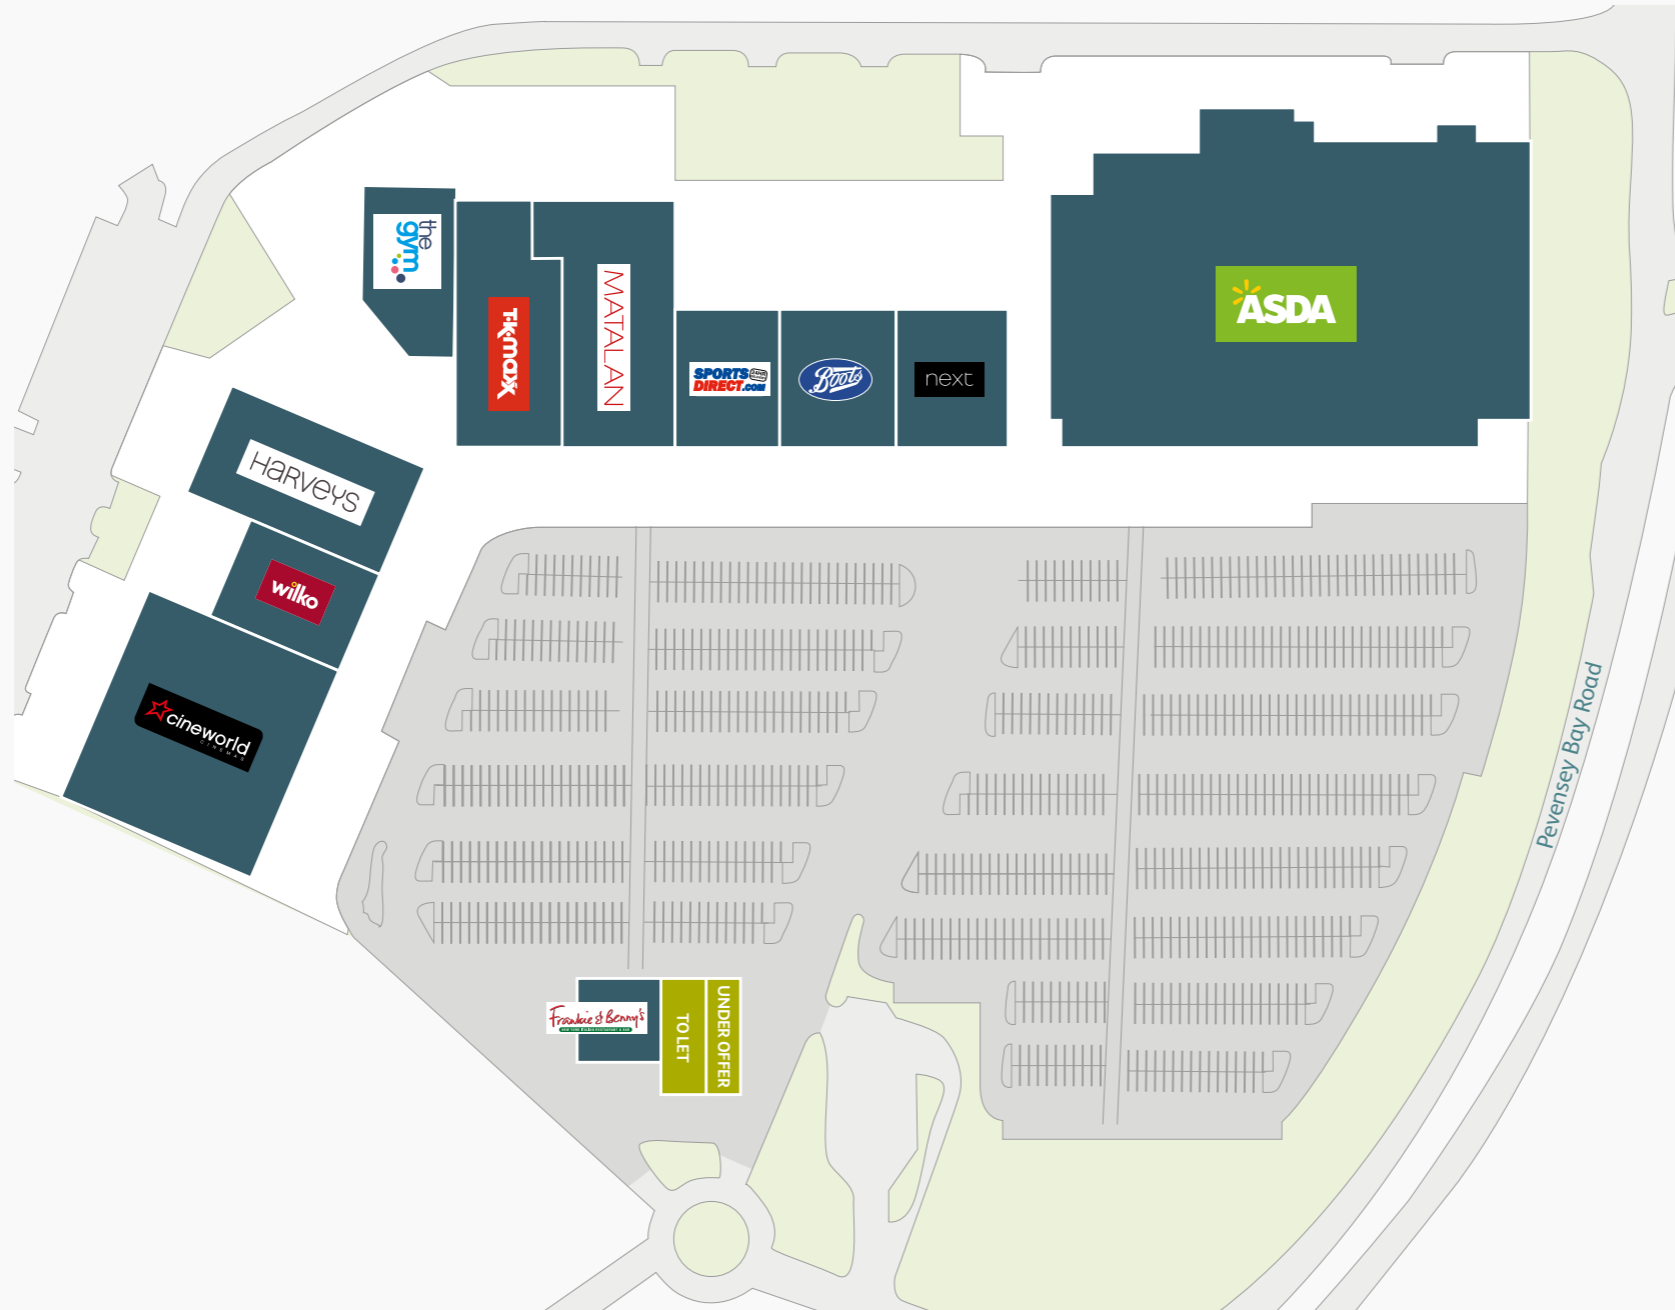 the
gym
T·k·maxx
MATALAN
SPORTS
DIRECT.com
Boots
next
ASDA
HARVEYS
wilko
cineworld
CINEMAS
Pevensey Bay Road
Frankie & Benny's
TO LET
UNDER OFFER